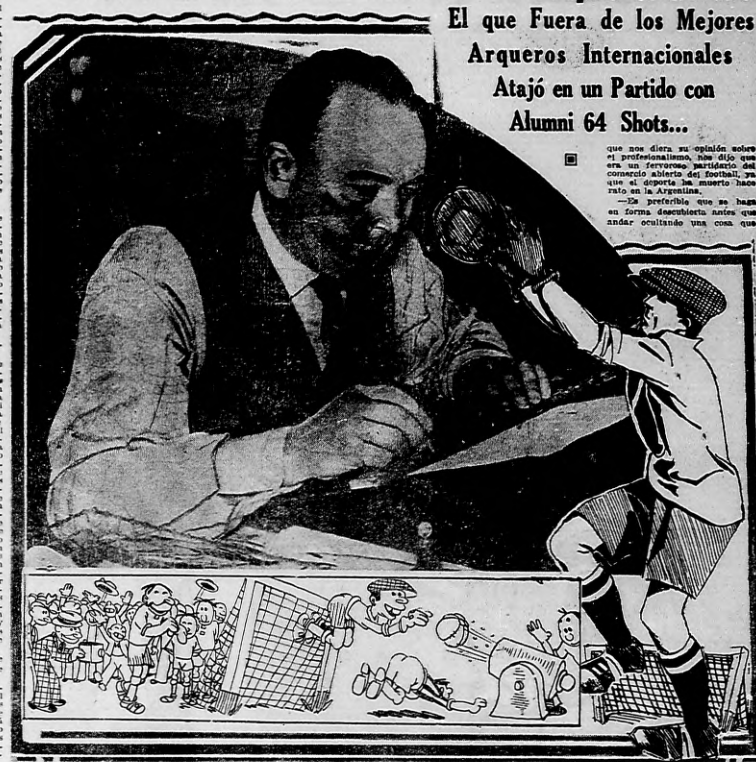 El que Fuera de los Mejores
Arqueros Internacionales
Atajó en un Partido con
Alumni 64 Shots...
que nos diera su opinión sobre
el profesionalismo, nos dijo que
era un fervoroso partidario del
comercio abierto del football, ya
que el deporte ha muerto hace
rato en la Argentina.
—Es preferible que se haga
en forma descubierta antes que
andar ocultando una cosa que